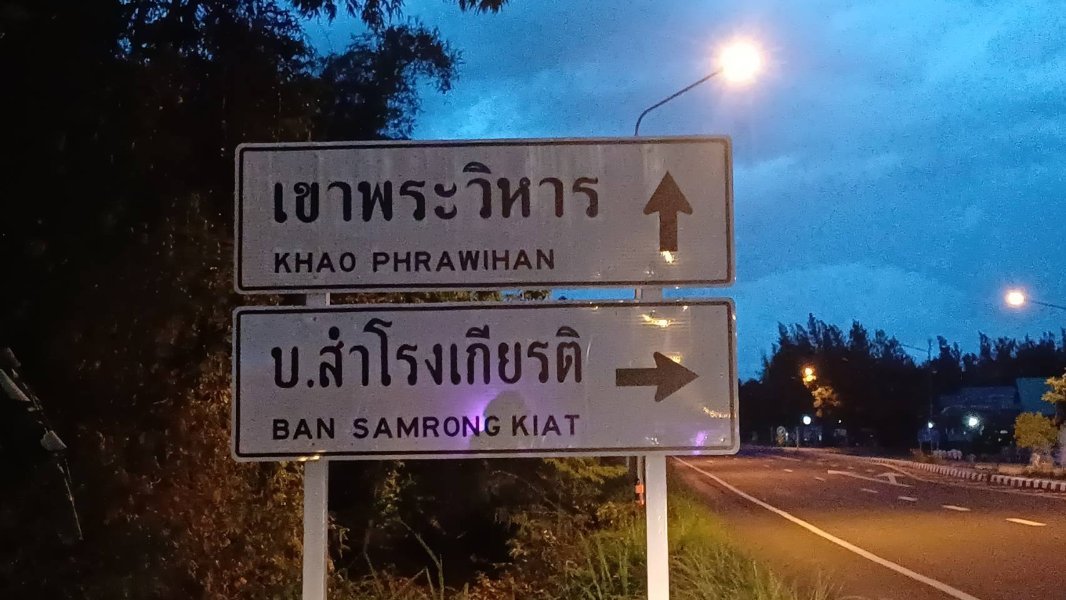 เขาพระวิหาร
KHAO PHRAWIHAN
บ.สำโรงเกียรติ
BAN SAMRONG KIAT